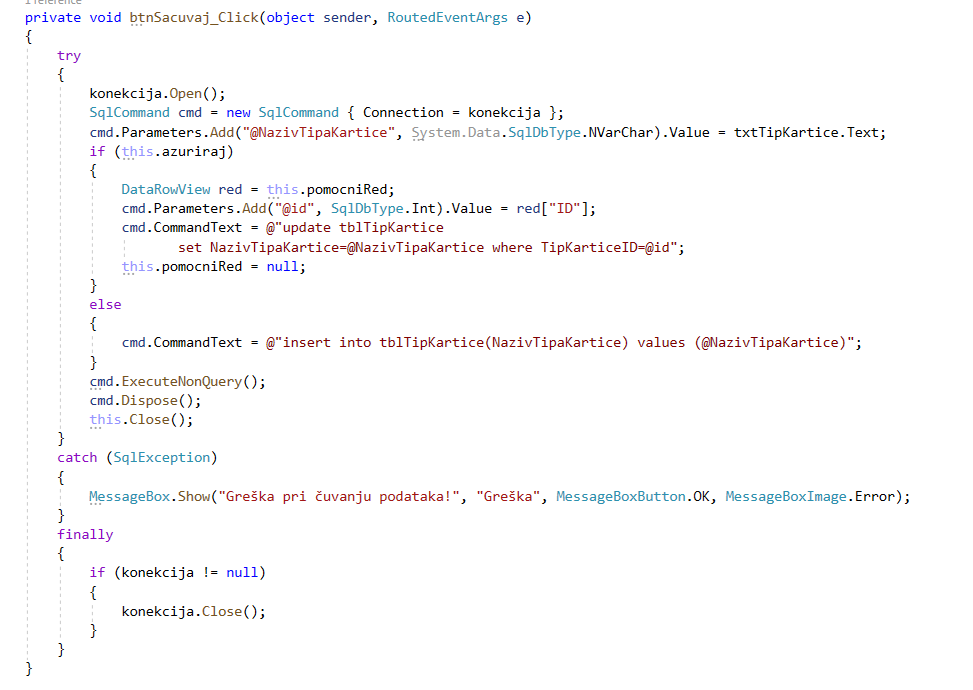 1 reference
private void btnSacuvaj_Click(object sender, RoutedEventArgs e)
{
    try
    {
        konekcija.Open();
        SqlCommand cmd = new SqlCommand { Connection = konekcija };
        cmd.Parameters.Add("@NazivTipaKartice", System.Data.SqlDbType.NVarChar).Value = txtTipKartice.Text;
        if (this.azuriraj)
        {
            DataRowView red = this.pomocniRed;
            cmd.Parameters.Add("@id", SqlDbType.Int).Value = red["ID"];
            cmd.CommandText = @"update tblTipKartice
                   set NazivTipaKartice=@NazivTipaKartice where TipKarticeID=@id";
            this.pomocniRed = null;
        }
        else
        {
            cmd.CommandText = @"insert into tblTipKartice(NazivTipaKartice) values (@NazivTipaKartice)";
        }
        cmd.ExecuteNonQuery();
        cmd.Dispose();
        this.Close();
    }
    catch (SqlException)
    {
        MessageBox.Show("Greška pri čuvanju podataka!", "Greška", MessageBoxButton.OK, MessageBoxImage.Error);
    }
    finally
    {
        if (konekcija != null)
        {
            konekcija.Close();
        }
    }
}